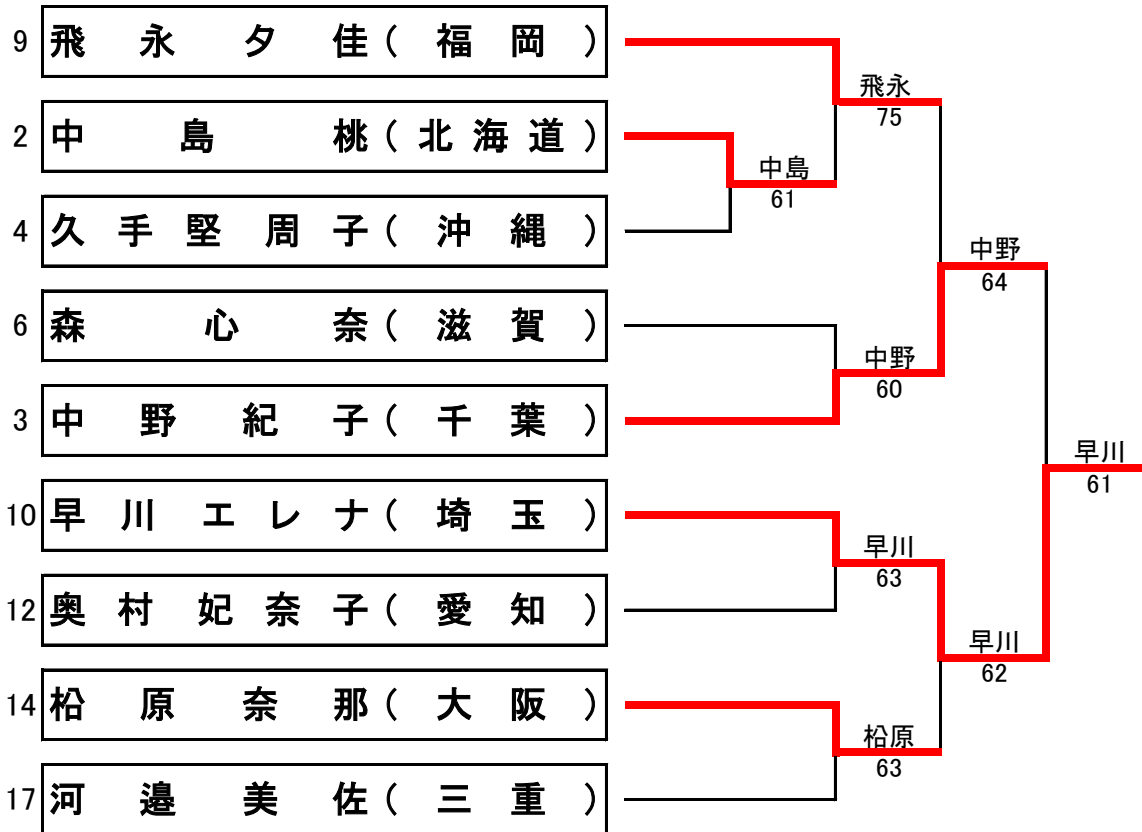 9 飛永夕佳(福岡)
飛永
75
2 中島桃(北海道)
中島
61
4 久手堅周子(沖縄)
中野
64
6 森心奈(滋賀)
中野
60
3 中野紀子(千葉)
早川
61
10 早川エレナ(埼玉)
早川
63
12 奥村妃奈子(愛知)
早川
62
14 松原奈那(大阪)
松原
63
17 河邉美佐(三重)